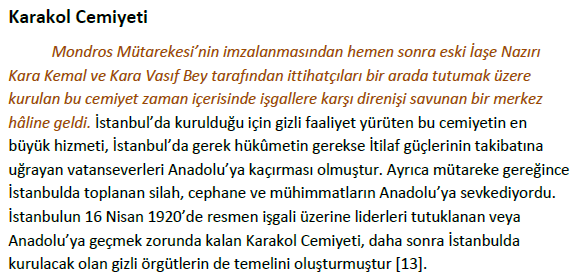 Karakol Cemiyeti
Mondros Mütarekesi’nin imzalanmasından hemen sonra eski İaşe Nazırı
Kara Kemal ve Kara Vasıf Bey tarafından ittihatçıları bir arada tutumak üzere
kurulan bu cemiyet zaman içerisinde işgallere karşı direnişi savunan bir merkez
hâline geldi. İstanbul’da kurulduğu için gizli faaliyet yürüten bu cemiyetin en
büyük hizmeti, İstanbul’da gerek hükûmetin gerekse İtilaf güçlerinin takibatına
uğrayan vatanseverleri Anadolu’ya kaçırması olmuştur. Ayrıca mütareke gereğince
İstanbulda toplanan silah, cephane ve mühimmatların Anadolu’ya sevkediyordu.
İstanbulun 16 Nisan 1920’de resmen işgali üzerine liderleri tutuklanan veya
Anadolu’ya geçmek zorunda kalan Karakol Cemiyeti, daha sonra İstanbulda
kurulacak olan gizli örgütlerin de temelini oluşturmuştur [13].